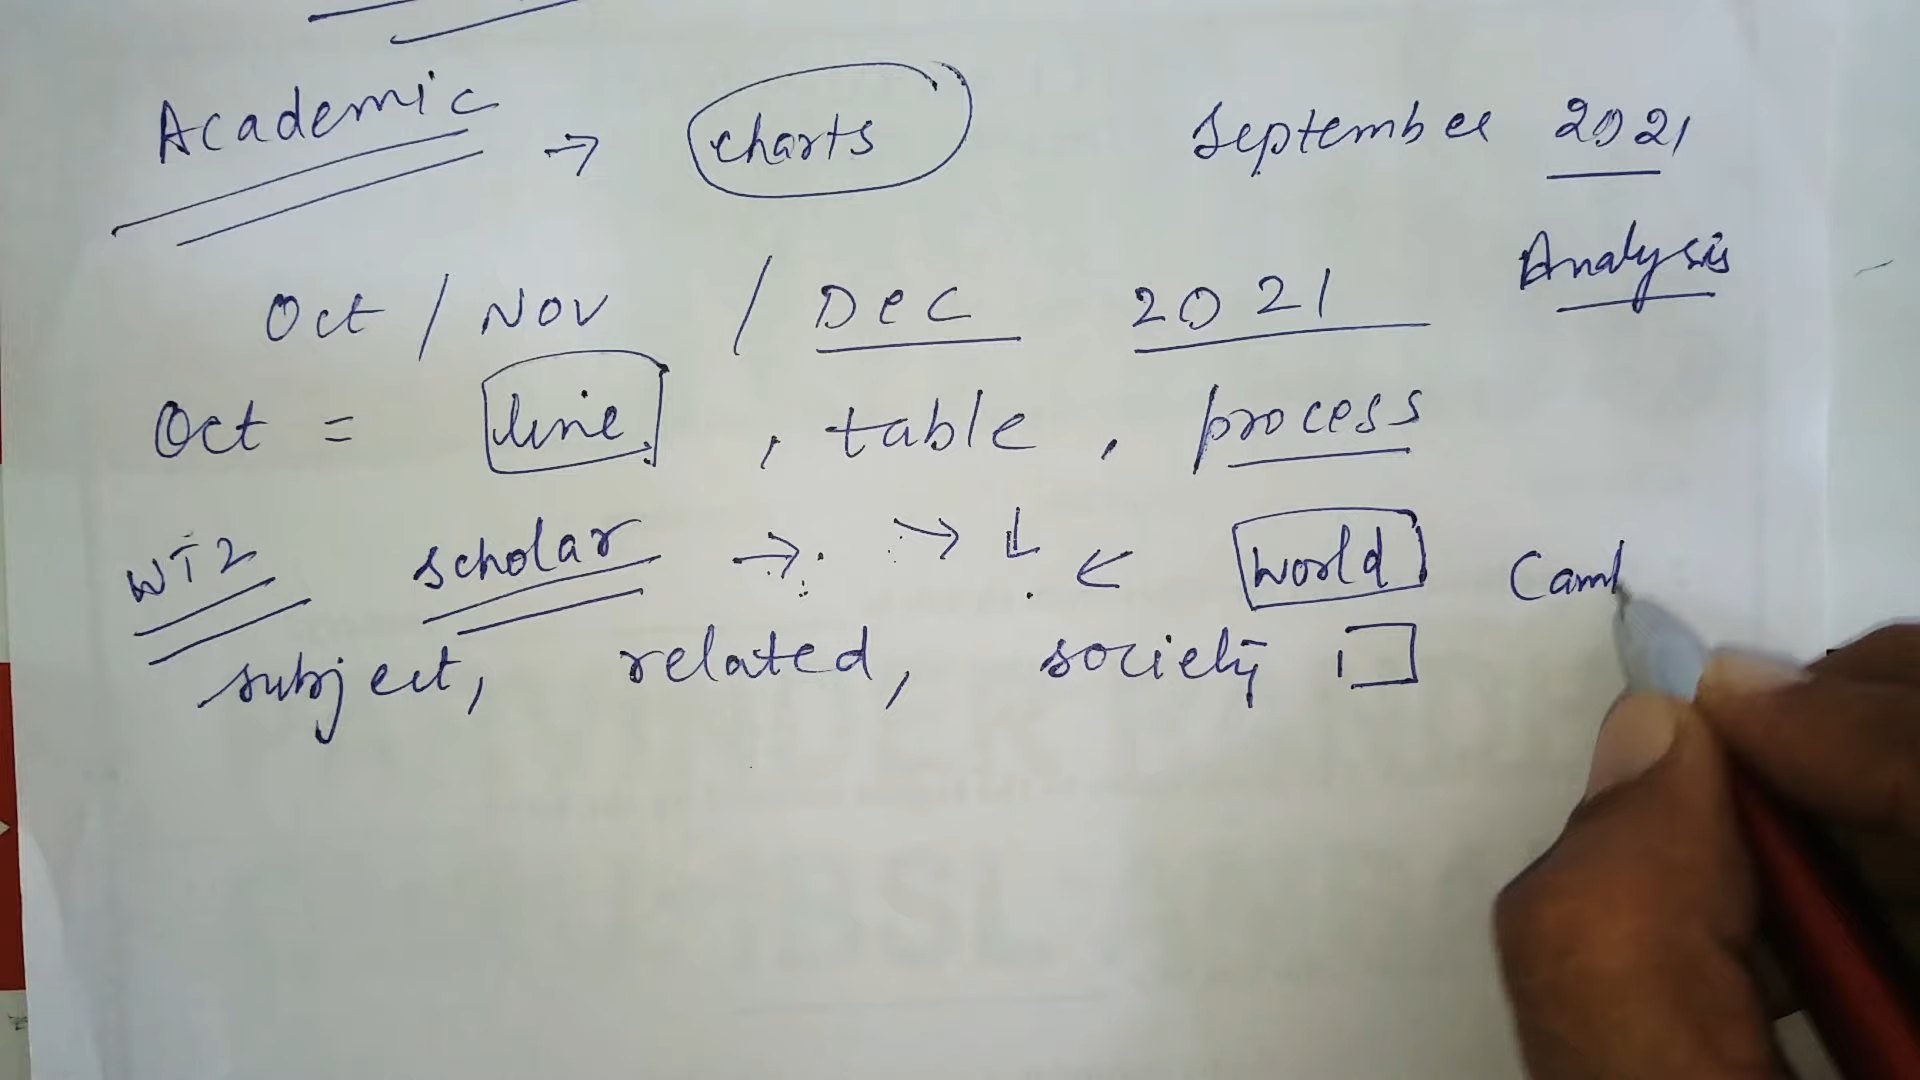 Academic → charts September 2021
Analysis
Oct / Nov / Dec 2021
Oct = line , table , process
WT2 scholar → → ↓ ← world Camb
subject, related, society